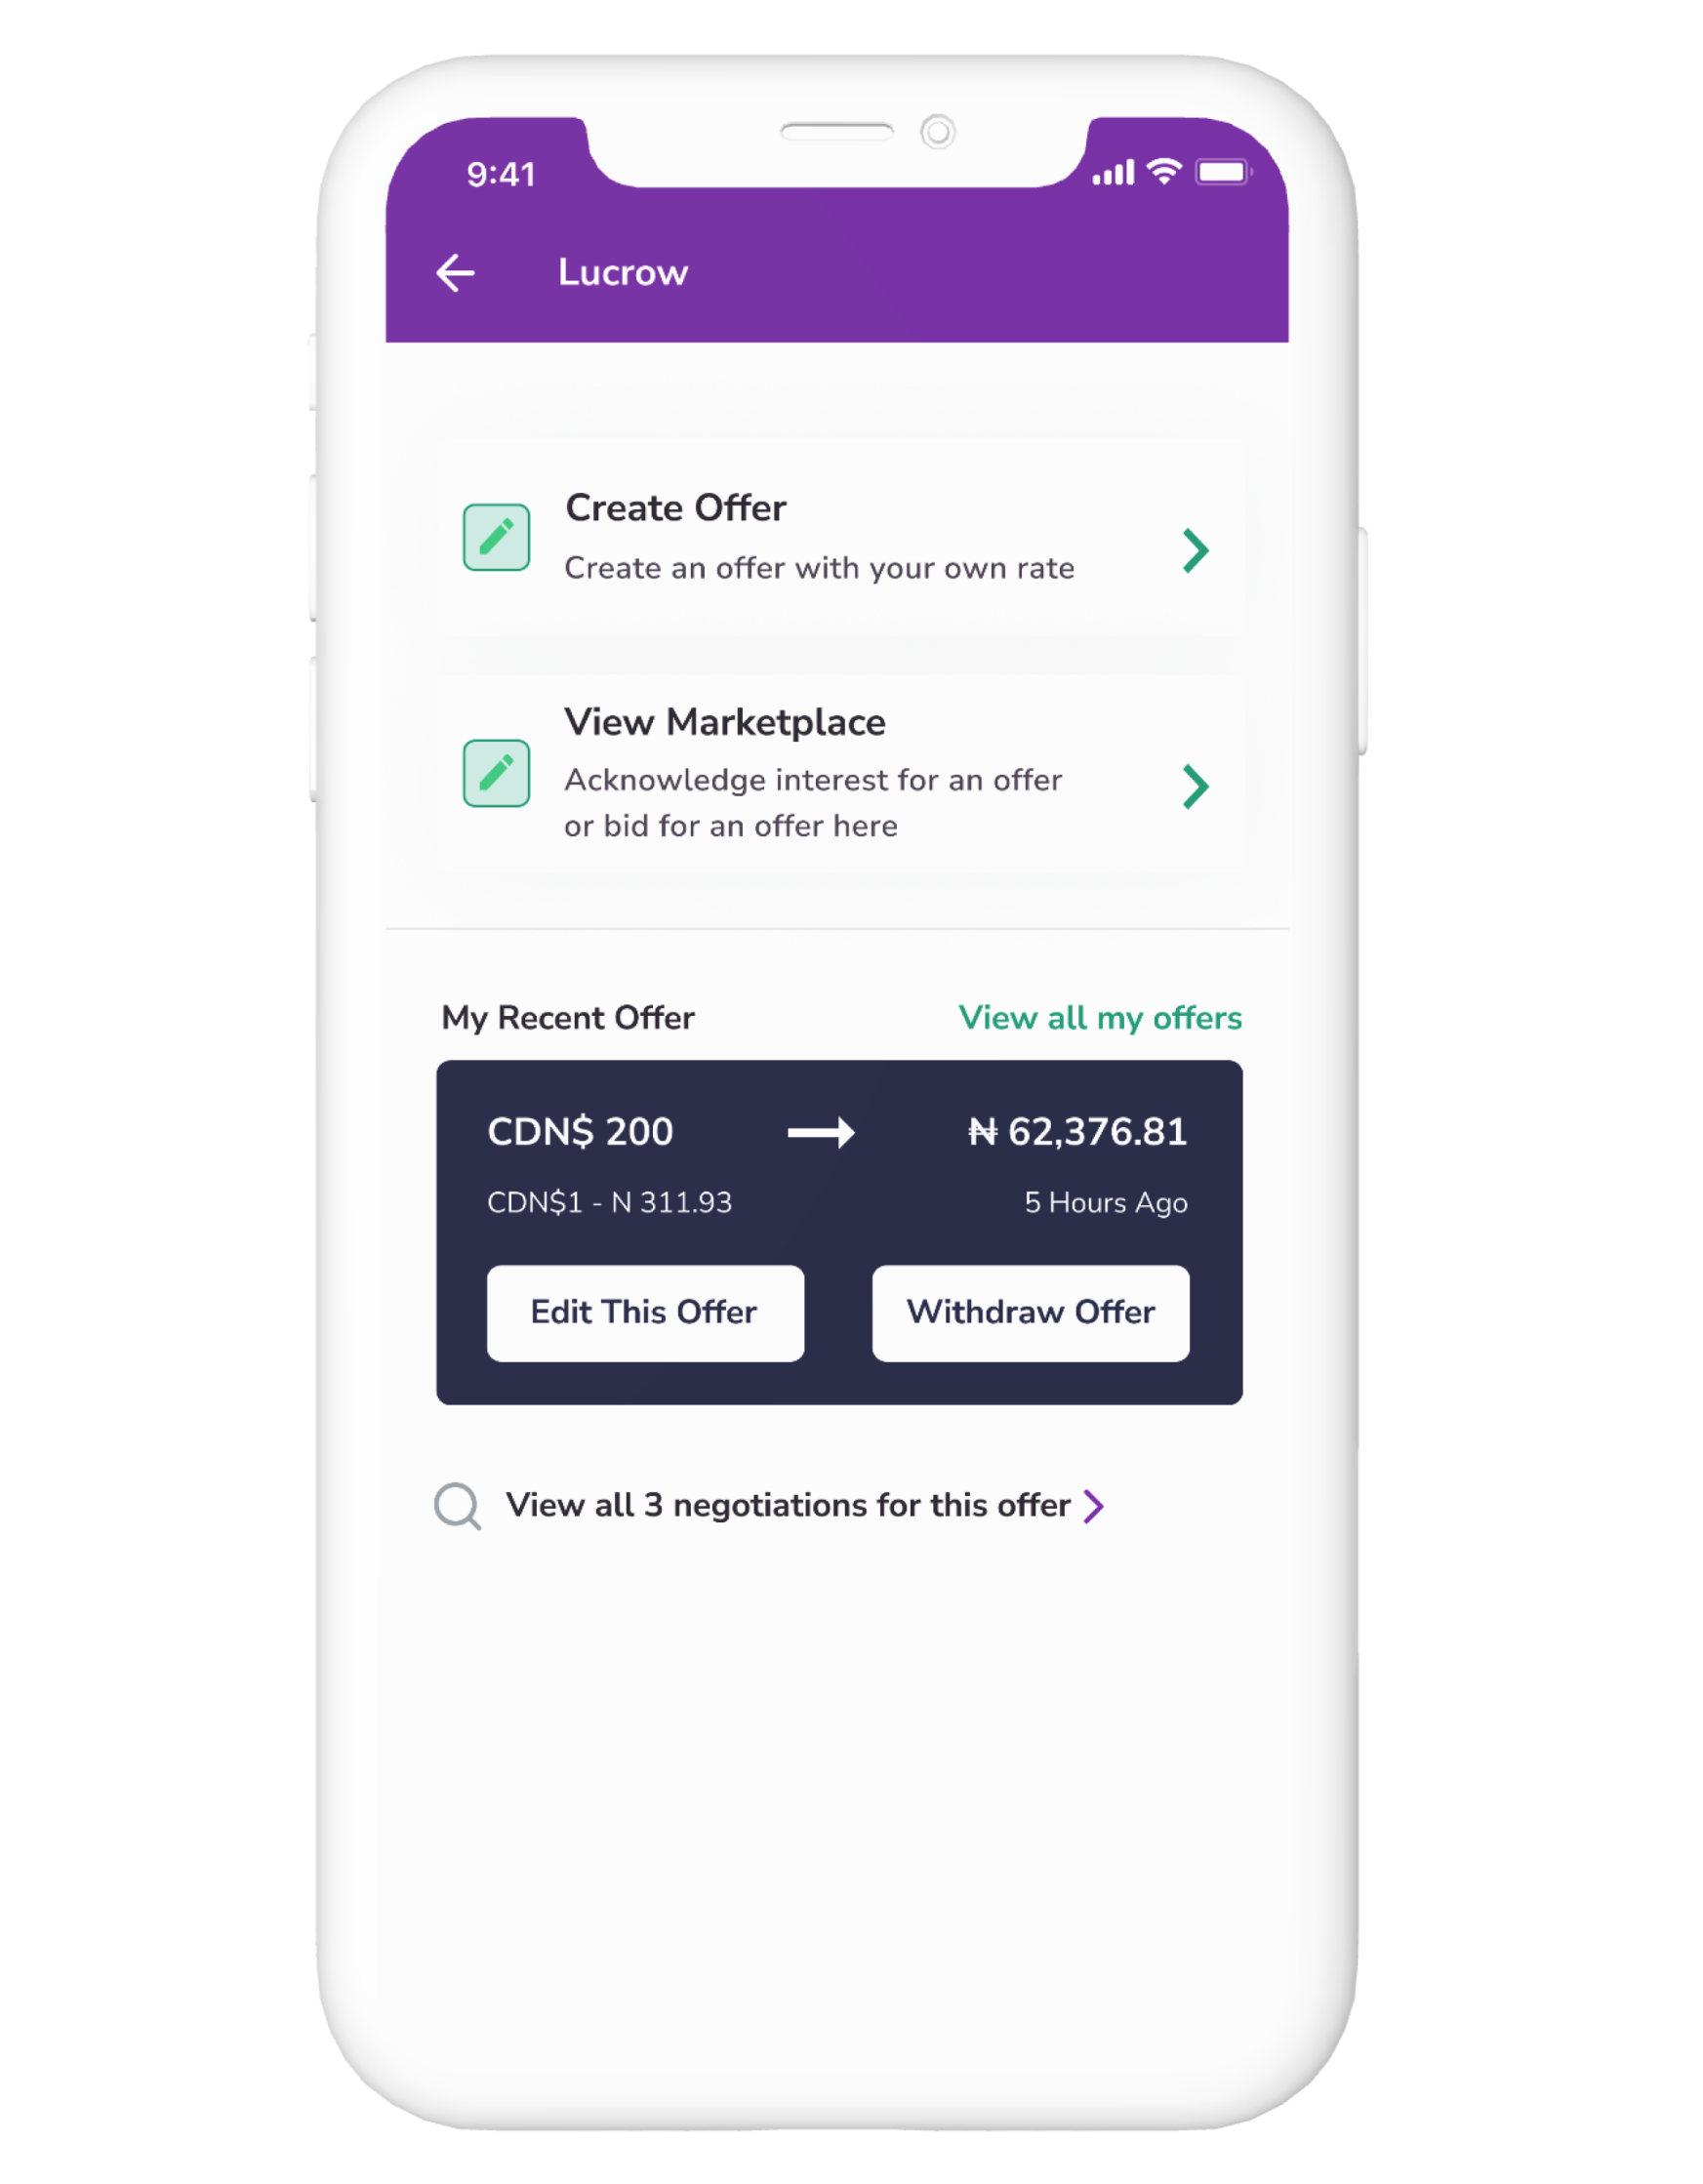 9:41
Lucrow
Create Offer
Create an offer with your own rate
View Marketplace
Acknowledge interest for an offer
or bid for an offer here
My Recent Offer View all my offers
CDN$ 200 → ₦ 62,376.81
CDN$1 - N 311.93 5 Hours Ago
Edit This Offer Withdraw Offer
View all 3 negotiations for this offer